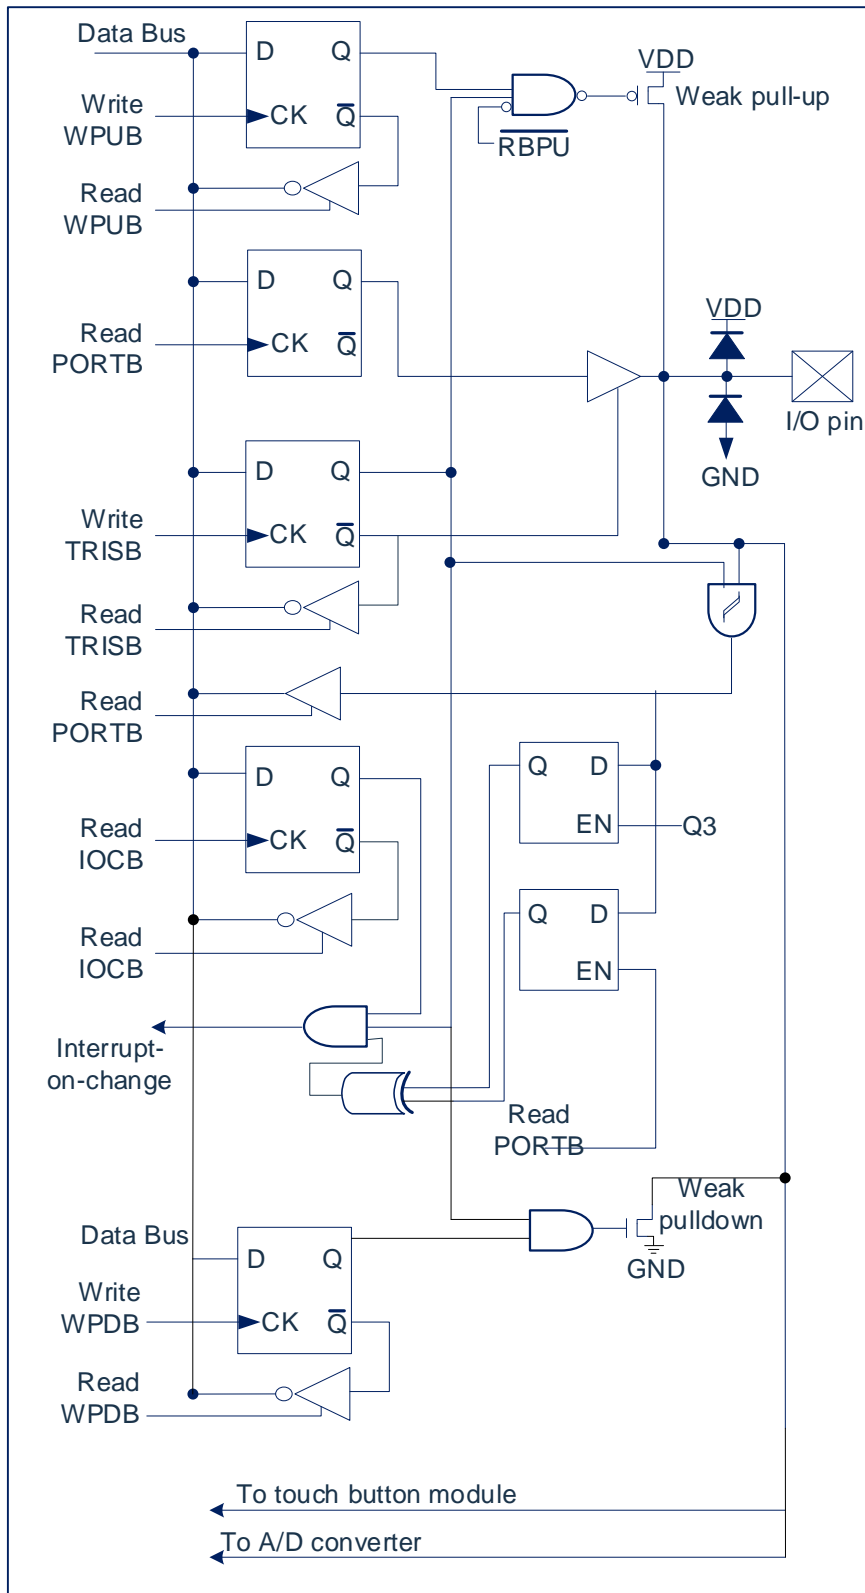 Data Bus
D
Q
VDD
Write
WPUB
CK
Q
Weak pull-up
RBPU
Read
WPUB
D
Q
VDD
Read
PORTB
CK
Q
I/O pin
D
Q
GND
Write
TRISB
CK
Q
Read
TRISB
Read
PORTB
D
Q
Q
D
Read
IOCB
CK
Q
EN
Q3
Read
IOCB
Q
D
EN
Interrupt-
on-change
Read
PORTB
Weak
pulldown
Data Bus
D
Q
GND
Write
WPDB
CK
Q
Read
WPDB
To touch button module
To A/D converter